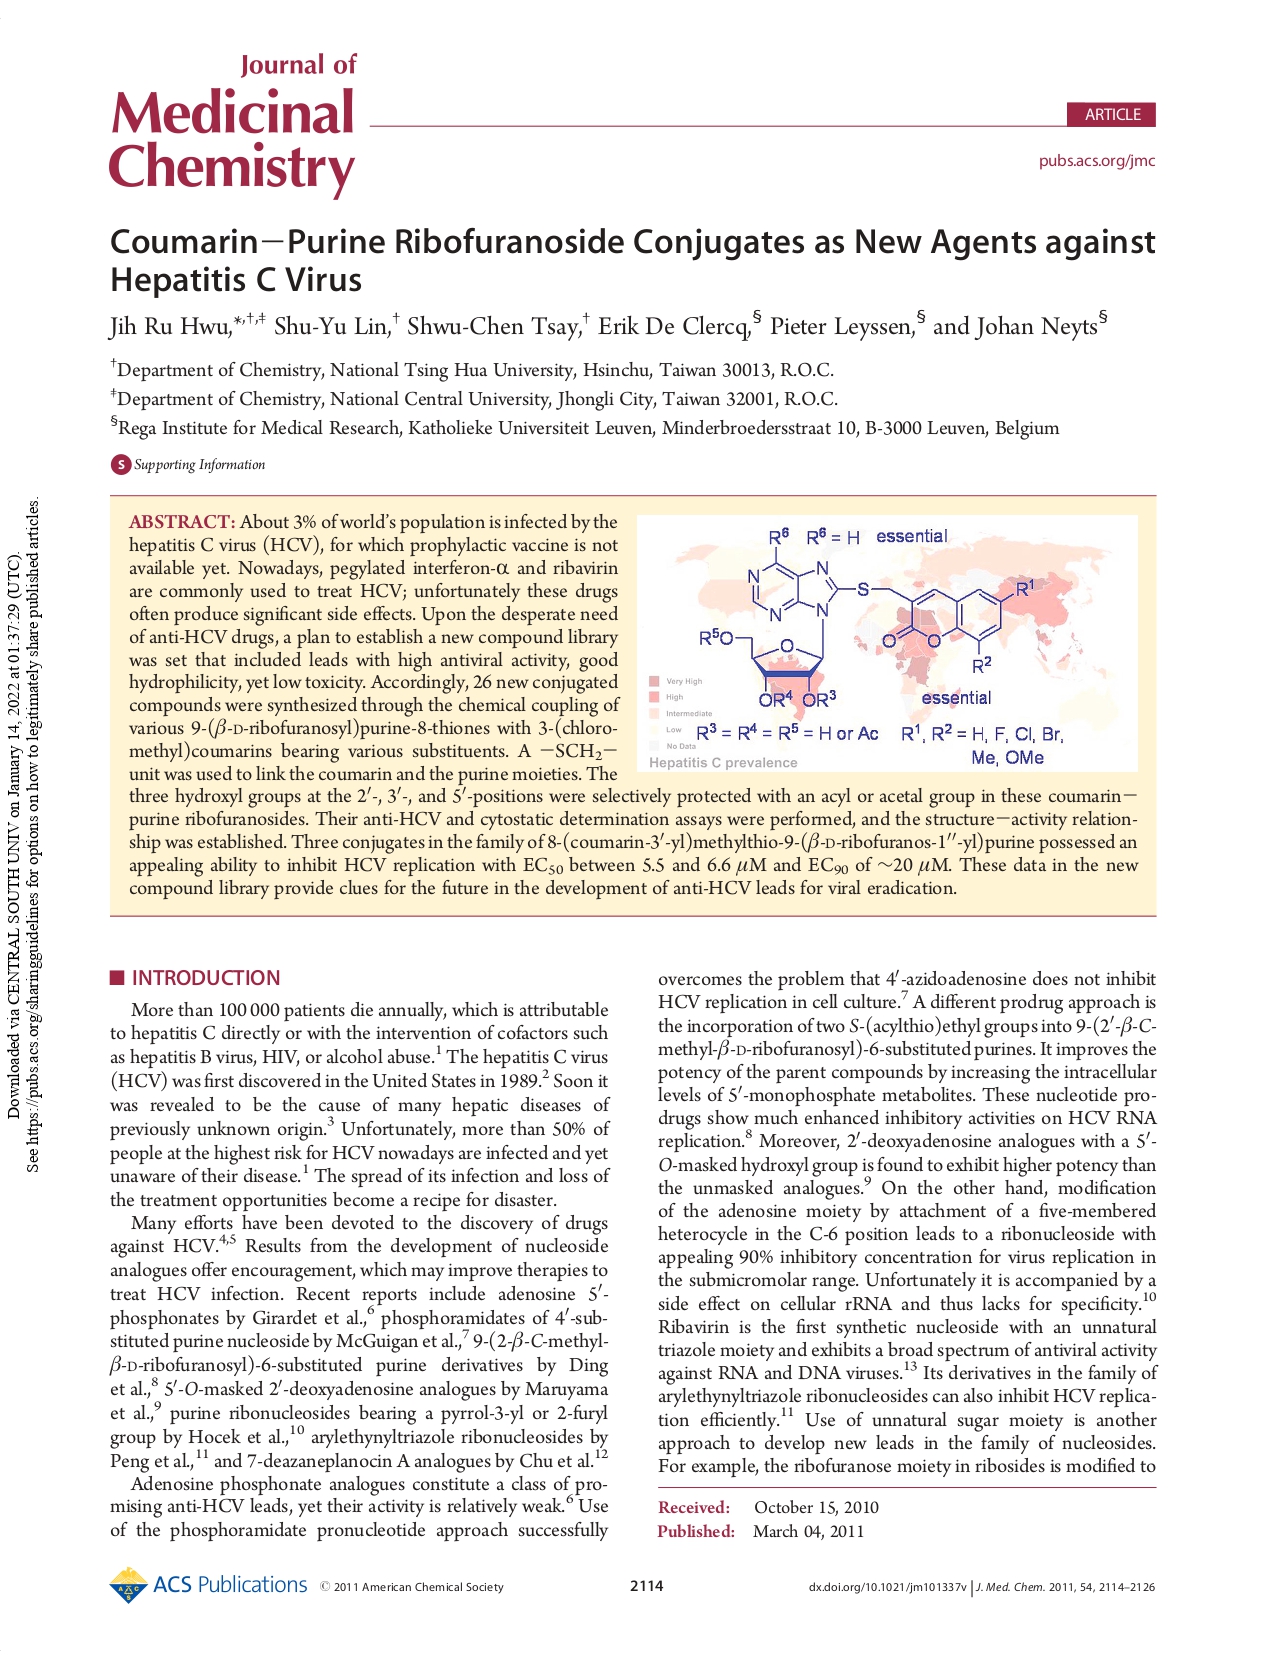 Journal of
Medicinal
Chemistry
ARTICLE
pubs.acs.org/jmc
Coumarin−Purine Ribofuranoside Conjugates as New Agents against
Hepatitis C Virus
Jih Ru Hwu,*,†,‡ Shu-Yu Lin,† Shwu-Chen Tsay,† Erik De Clercq,§ Pieter Leyssen,§ and Johan Neyts§
†Department of Chemistry, National Tsing Hua University, Hsinchu, Taiwan 30013, R.O.C.
‡Department of Chemistry, National Central University, Jhongli City, Taiwan 32001, R.O.C.
§Rega Institute for Medical Research, Katholieke Universiteit Leuven, Minderbroedersstraat 10, B-3000 Leuven, Belgium
S Supporting Information
ABSTRACT: About 3% of world's population is infected by the
hepatitis C virus (HCV), for which prophylactic vaccine is not
available yet. Nowadays, pegylated interferon-α and ribavirin
are commonly used to treat HCV; unfortunately these drugs
often produce significant side effects. Upon the desperate need
of anti-HCV drugs, a plan to establish a new compound library
was set that included leads with high antiviral activity, good
hydrophilicity, yet low toxicity. Accordingly, 26 new conjugated
compounds were synthesized through the chemical coupling of
various 9-(β-D-ribofuranosyl)purine-8-thiones with 3-(chloro-
methyl)coumarins bearing various substituents. A −SCH2−
unit was used to link the coumarin and the purine moieties. The
three hydroxyl groups at the 2′-, 3′-, and 5′-positions were selectively protected with an acyl or acetal group in these coumarin−
purine ribofuranosides. Their anti-HCV and cytostatic determination assays were performed, and the structure−activity relation-
ship was established. Three conjugates in the family of 8-(coumarin-3′-yl)methylthio-9-(β-D-ribofuranos-1″-yl)purine possessed an
appealing ability to inhibit HCV replication with EC50 between 5.5 and 6.6 μM and EC90 of ∼20 μM. These data in the new
compound library provide clues for the future in the development of anti-HCV leads for viral eradication.
R6 R6 = H essential
N N
N N
S
R1
O O
R2
R5O
O
OR4 OR3
essential
R3 = R4 = R5 = H or Ac R1, R2 = H, F, Cl, Br,
Me, OMe
Very High
High
Intermediate
Low
No Data
Hepatitis C prevalence
INTRODUCTION
More than 100 000 patients die annually, which is attributable
to hepatitis C directly or with the intervention of cofactors such
as hepatitis B virus, HIV, or alcohol abuse.1 The hepatitis C virus
(HCV) was first discovered in the United States in 1989.2 Soon it
was revealed to be the cause of many hepatic diseases of
previously unknown origin.3 Unfortunately, more than 50% of
people at the highest risk for HCV nowadays are infected and yet
unaware of their disease.1 The spread of its infection and loss of
the treatment opportunities become a recipe for disaster.
Many efforts have been devoted to the discovery of drugs
against HCV.4,5 Results from the development of nucleoside
analogues offer encouragement, which may improve therapies to
treat HCV infection. Recent reports include adenosine 5′-
phosphonates by Girardet et al.,6 phosphoramidates of 4′-sub-
stituted purine nucleoside by McGuigan et al.,7 9-(2-β-C-methyl-
β-D-ribofuranosyl)-6-substituted purine derivatives by Ding
et al.,8 5′-O-masked 2′-deoxyadenosine analogues by Maruyama
et al.,9 purine ribonucleosides bearing a pyrrol-3-yl or 2-furyl
group by Hocek et al.,10 arylethynyltriazole ribonucleosides by
Peng et al.,11 and 7-deazaneplanocin A analogues by Chu et al.12
Adenosine phosphonate analogues constitute a class of pro-
mising anti-HCV leads, yet their activity is relatively weak.6 Use
of the phosphoramidate pronucleotide approach successfully
overcomes the problem that 4′-azidoadenosine does not inhibit
HCV replication in cell culture.7 A different prodrug approach is
the incorporation of two S-(acylthio)ethyl groups into 9-(2′-β-C-
methyl-β-D-ribofuranosyl)-6-substituted purines. It improves the
potency of the parent compounds by increasing the intracellular
levels of 5′-monophosphate metabolites. These nucleotide pro-
drugs show much enhanced inhibitory activities on HCV RNA
replication.8 Moreover, 2′-deoxyadenosine analogues with a 5′-
O-masked hydroxyl group is found to exhibit higher potency than
the unmasked analogues.9 On the other hand, modification
of the adenosine moiety by attachment of a five-membered
heterocycle in the C-6 position leads to a ribonucleoside with
appealing 90% inhibitory concentration for virus replication in
the submicromolar range. Unfortunately it is accompanied by a
side effect on cellular rRNA and thus lacks for specificity.10
Ribavirin is the first synthetic nucleoside with an unnatural
triazole moiety and exhibits a broad spectrum of antiviral activity
against RNA and DNA viruses.13 Its derivatives in the family of
arylethynyltriazole ribonucleosides can also inhibit HCV replica-
tion efficiently.11 Use of unnatural sugar moiety is another
approach to develop new leads in the family of nucleosides.
For example, the ribofuranose moiety in ribosides is modified to
Received: October 15, 2010
Published: March 04, 2011
ACS Publications © 2011 American Chemical Society
2114
dx.doi.org/10.1021/jm101337v | J. Med. Chem. 2011, 54, 2114–2126
Downloaded via CENTRAL SOUTH UNIV on January 14, 2022 at 01:37:29 (UTC).
See https://pubs.acs.org/sharingguidelines for options on how to legitimately share published articles.